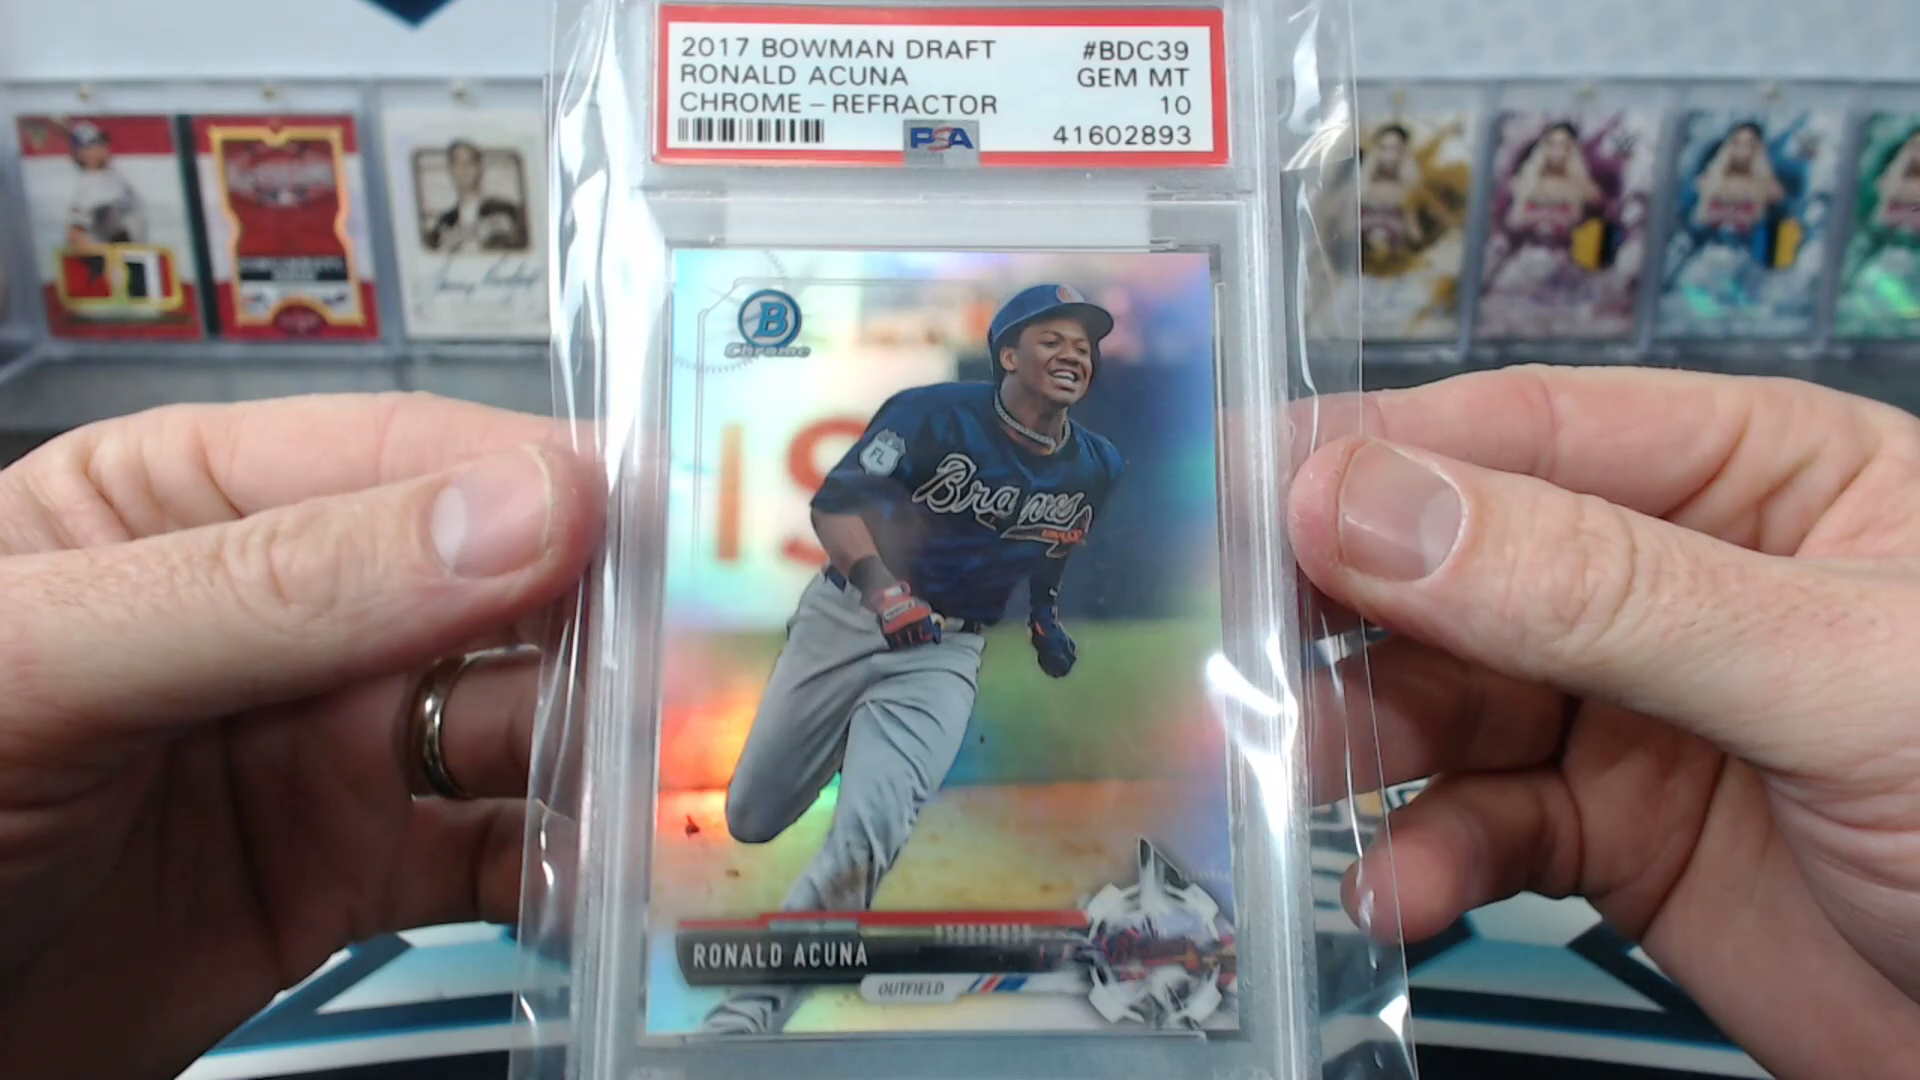 2017 BOWMAN DRAFT #BDC39
RONALD ACUNA GEM MT
CHROME – REFRACTOR 10
PSA 41602893
B
Chrome
IS
FL
Braves
RONALD ACUNA
OUTFIELD